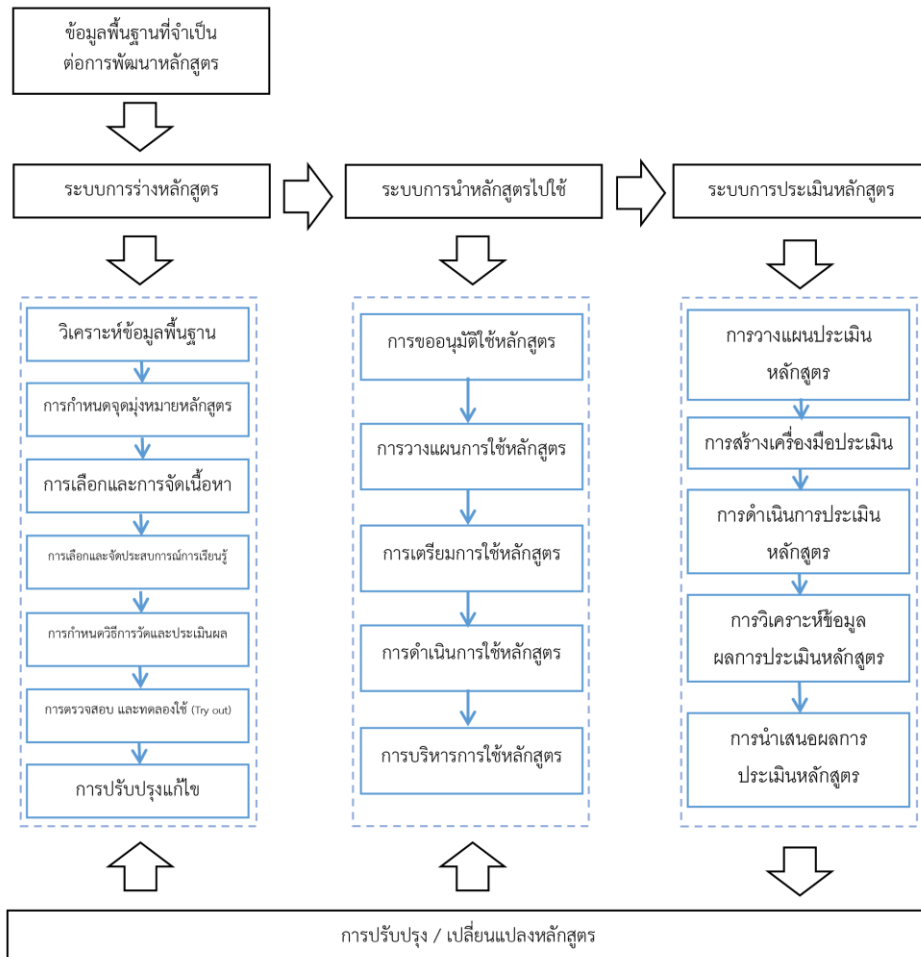 ข้อมูลพื้นฐานที่จำเป็น
ต่อการพัฒนาหลักสูตร
ระบบการร่างหลักสูตร
ระบบการนำหลักสูตรไปใช้
ระบบการประเมินหลักสูตร
วิเคราะห์ข้อมูลพื้นฐาน
การกำหนดจุดมุ่งหมายหลักสูตร
การเลือกและการจัดเนื้อหา
การเลือกและจัดประสบการณ์การเรียนรู้
การกำหนดวิธีการวัดและประเมินผล
การตรวจสอบ และทดลองใช้ (Try out)
การปรับปรุงแก้ไข
การขออนุมัติใช้หลักสูตร
การวางแผนการใช้หลักสูตร
การเตรียมการใช้หลักสูตร
การดำเนินการใช้หลักสูตร
การบริหารการใช้หลักสูตร
การวางแผนประเมิน
หลักสูตร
การสร้างเครื่องมือประเมิน
การดำเนินการประเมิน
หลักสูตร
การวิเคราะห์ข้อมูล
ผลการประเมินหลักสูตร
การนำเสนอผลการ
ประเมินหลักสูตร
การปรับปรุง / เปลี่ยนแปลงหลักสูตร